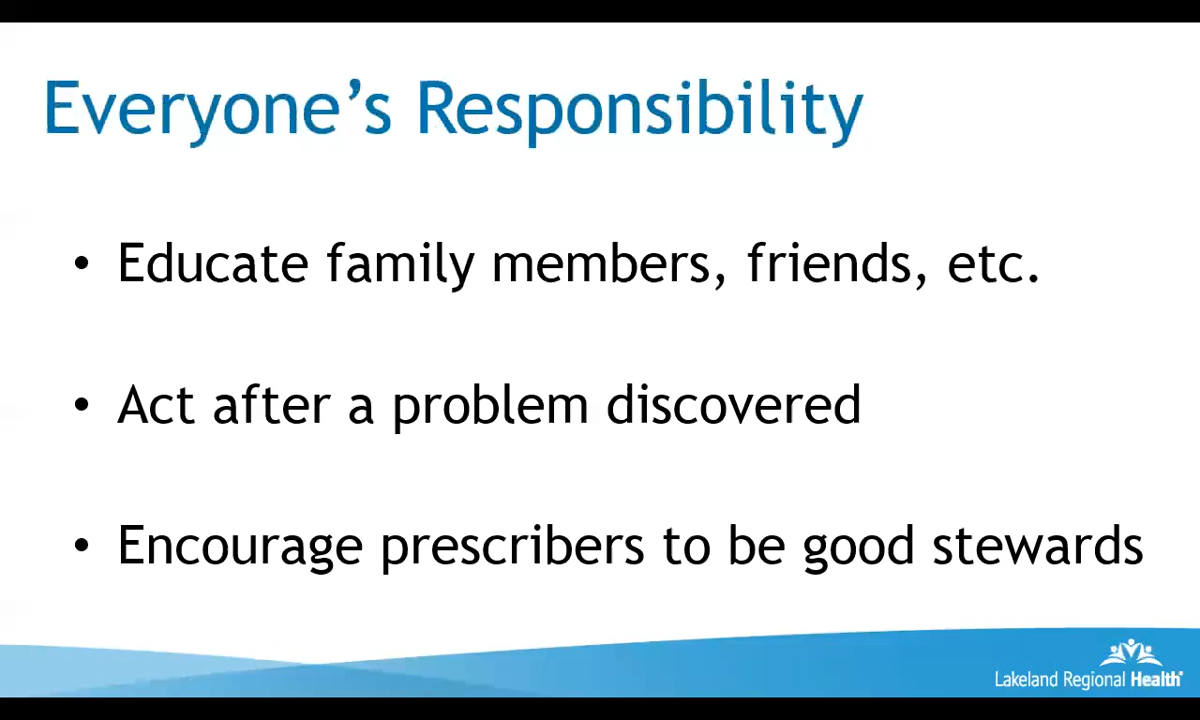 Everyone’s Responsibility
• Educate family members, friends, etc.
• Act after a problem discovered
• Encourage prescribers to be good stewards
Lakeland Regional Health